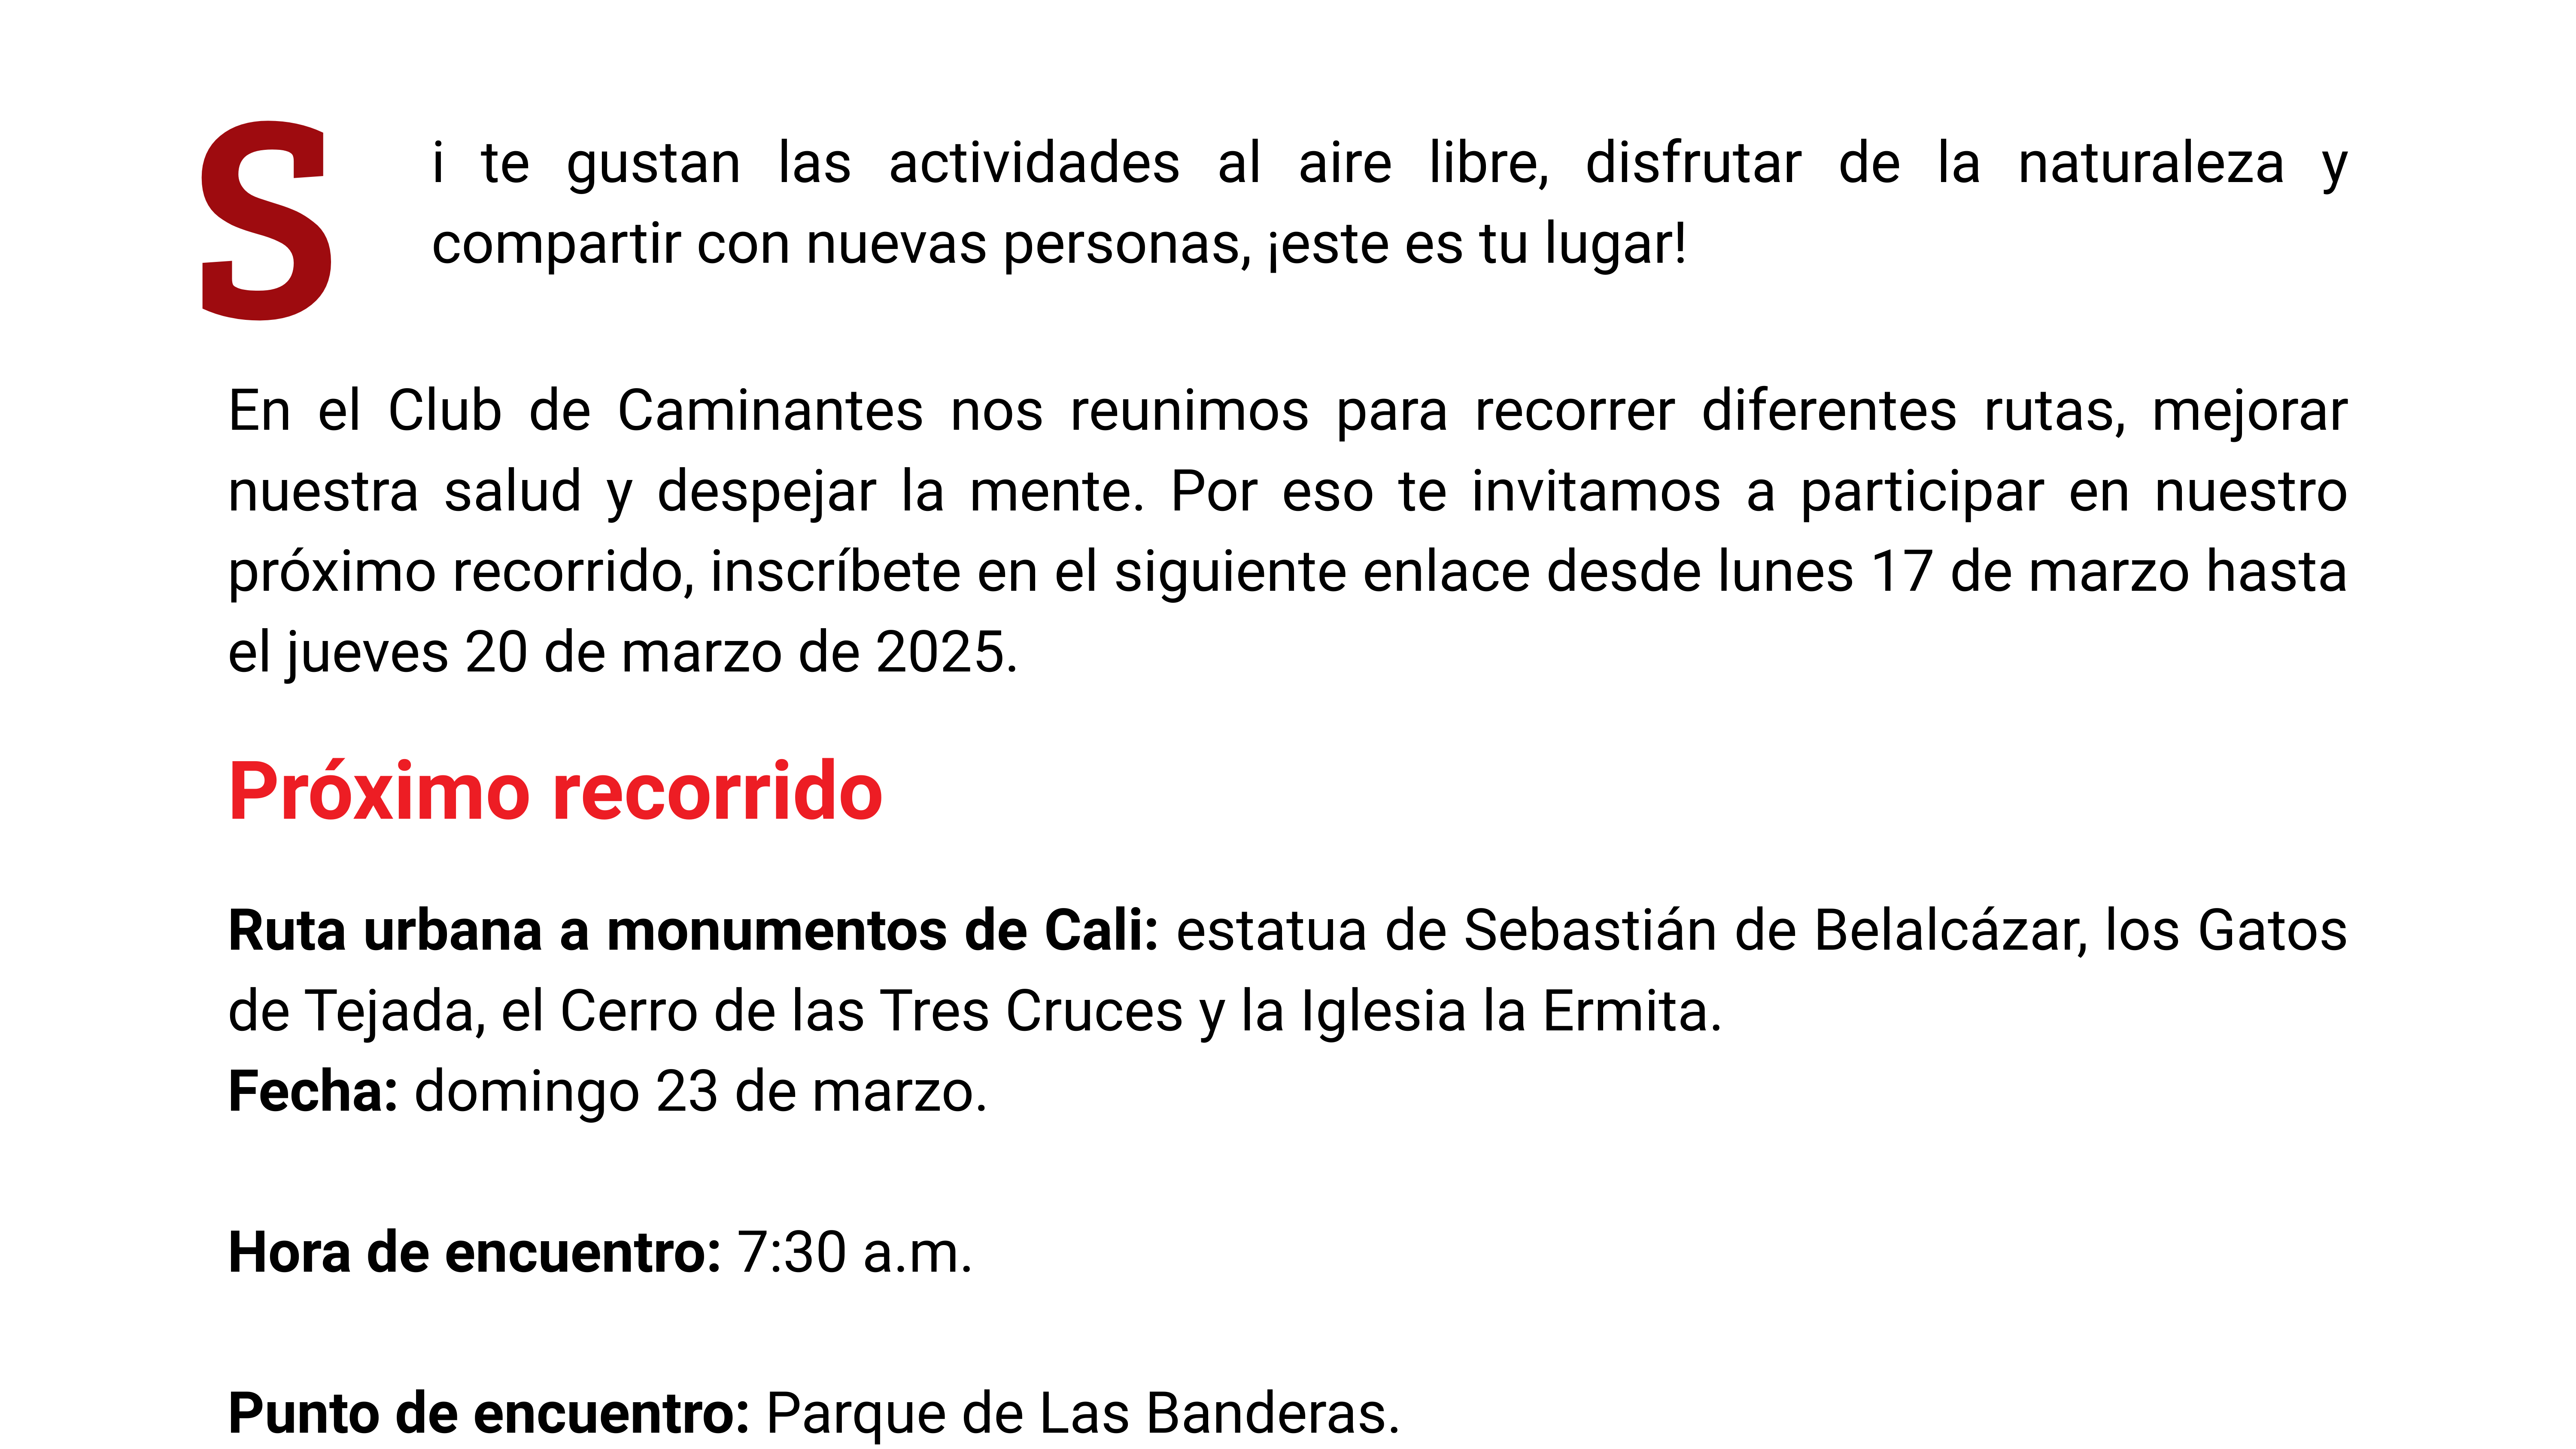 Si te gustan las actividades al aire libre, disfrutar de la naturaleza y
compartir con nuevas personas, ¡este es tu lugar!
En el Club de Caminantes nos reunimos para recorrer diferentes rutas, mejorar
nuestra salud y despejar la mente. Por eso te invitamos a participar en nuestro
próximo recorrido, inscríbete en el siguiente enlace desde lunes 17 de marzo hasta
el jueves 20 de marzo de 2025.
Próximo recorrido
Ruta urbana a monumentos de Cali: estatua de Sebastián de Belalcázar, los Gatos
de Tejada, el Cerro de las Tres Cruces y la Iglesia la Ermita.
Fecha: domingo 23 de marzo.
Hora de encuentro: 7:30 a.m.
Punto de encuentro: Parque de Las Banderas.